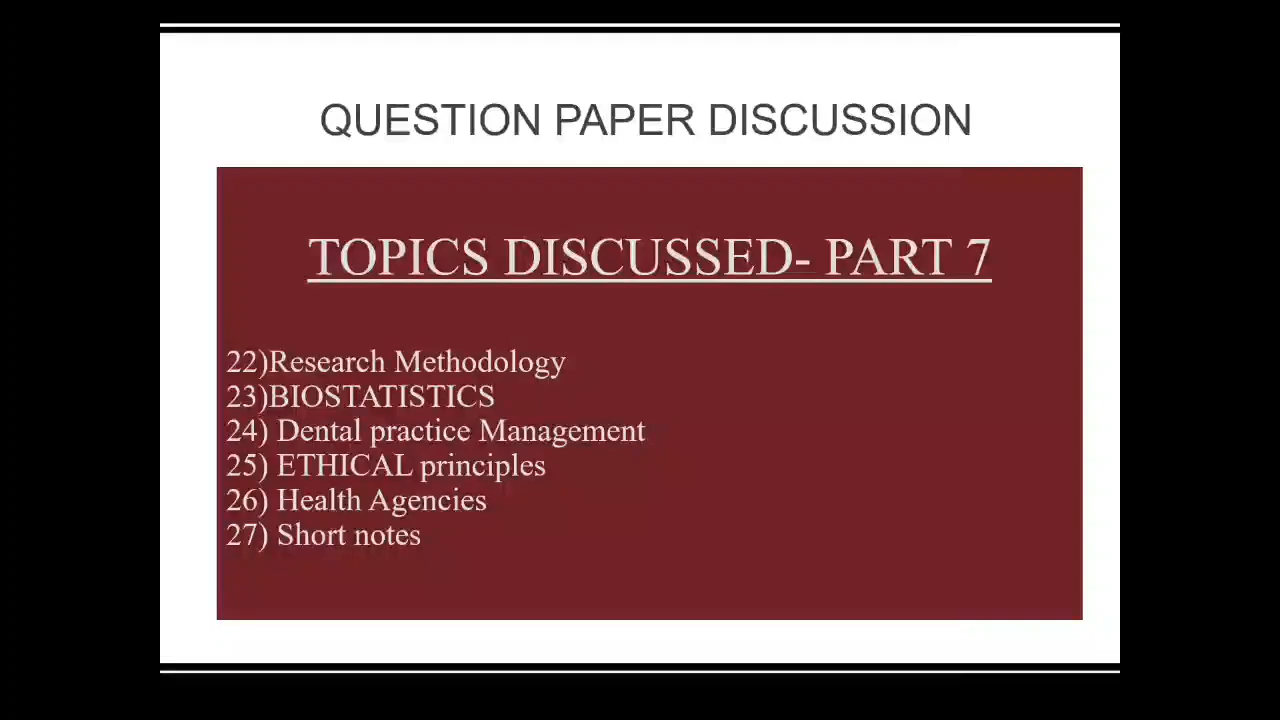 QUESTION PAPER DISCUSSION
TOPICS DISCUSSED- PART 7
22)Research Methodology
23)BIOSTATISTICS
24) Dental practice Management
25) ETHICAL principles
26) Health Agencies
27) Short notes